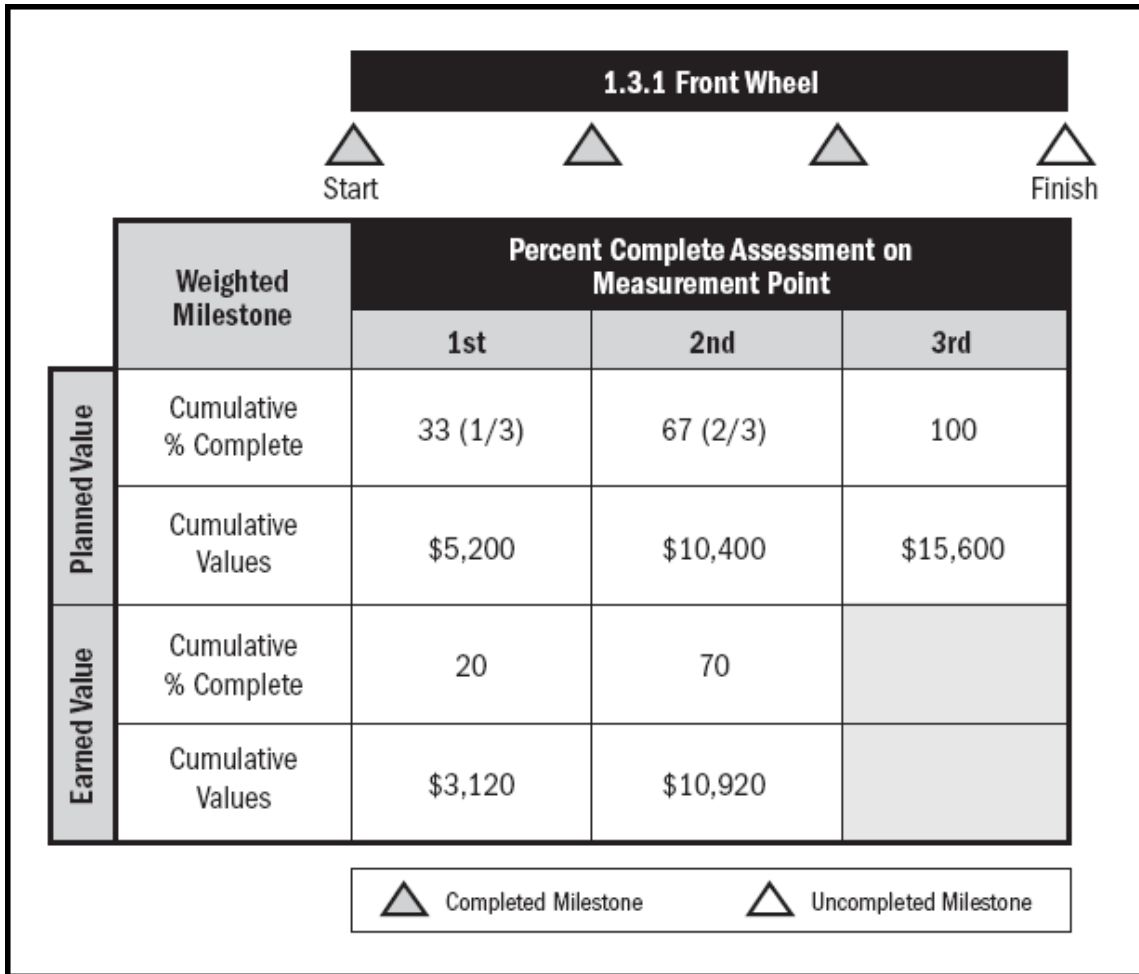 1.3.1 Front Wheel
Start
Finish
Weighted
Milestone
Percent Complete Assessment on
Measurement Point
1st
2nd
3rd
Planned Value
Cumulative
% Complete
33 (1/3)
67 (2/3)
100
Cumulative
Values
$5,200
$10,400
$15,600
Earned Value
Cumulative
% Complete
20
70
Cumulative
Values
$3,120
$10,920
Completed Milestone
Uncompleted Milestone